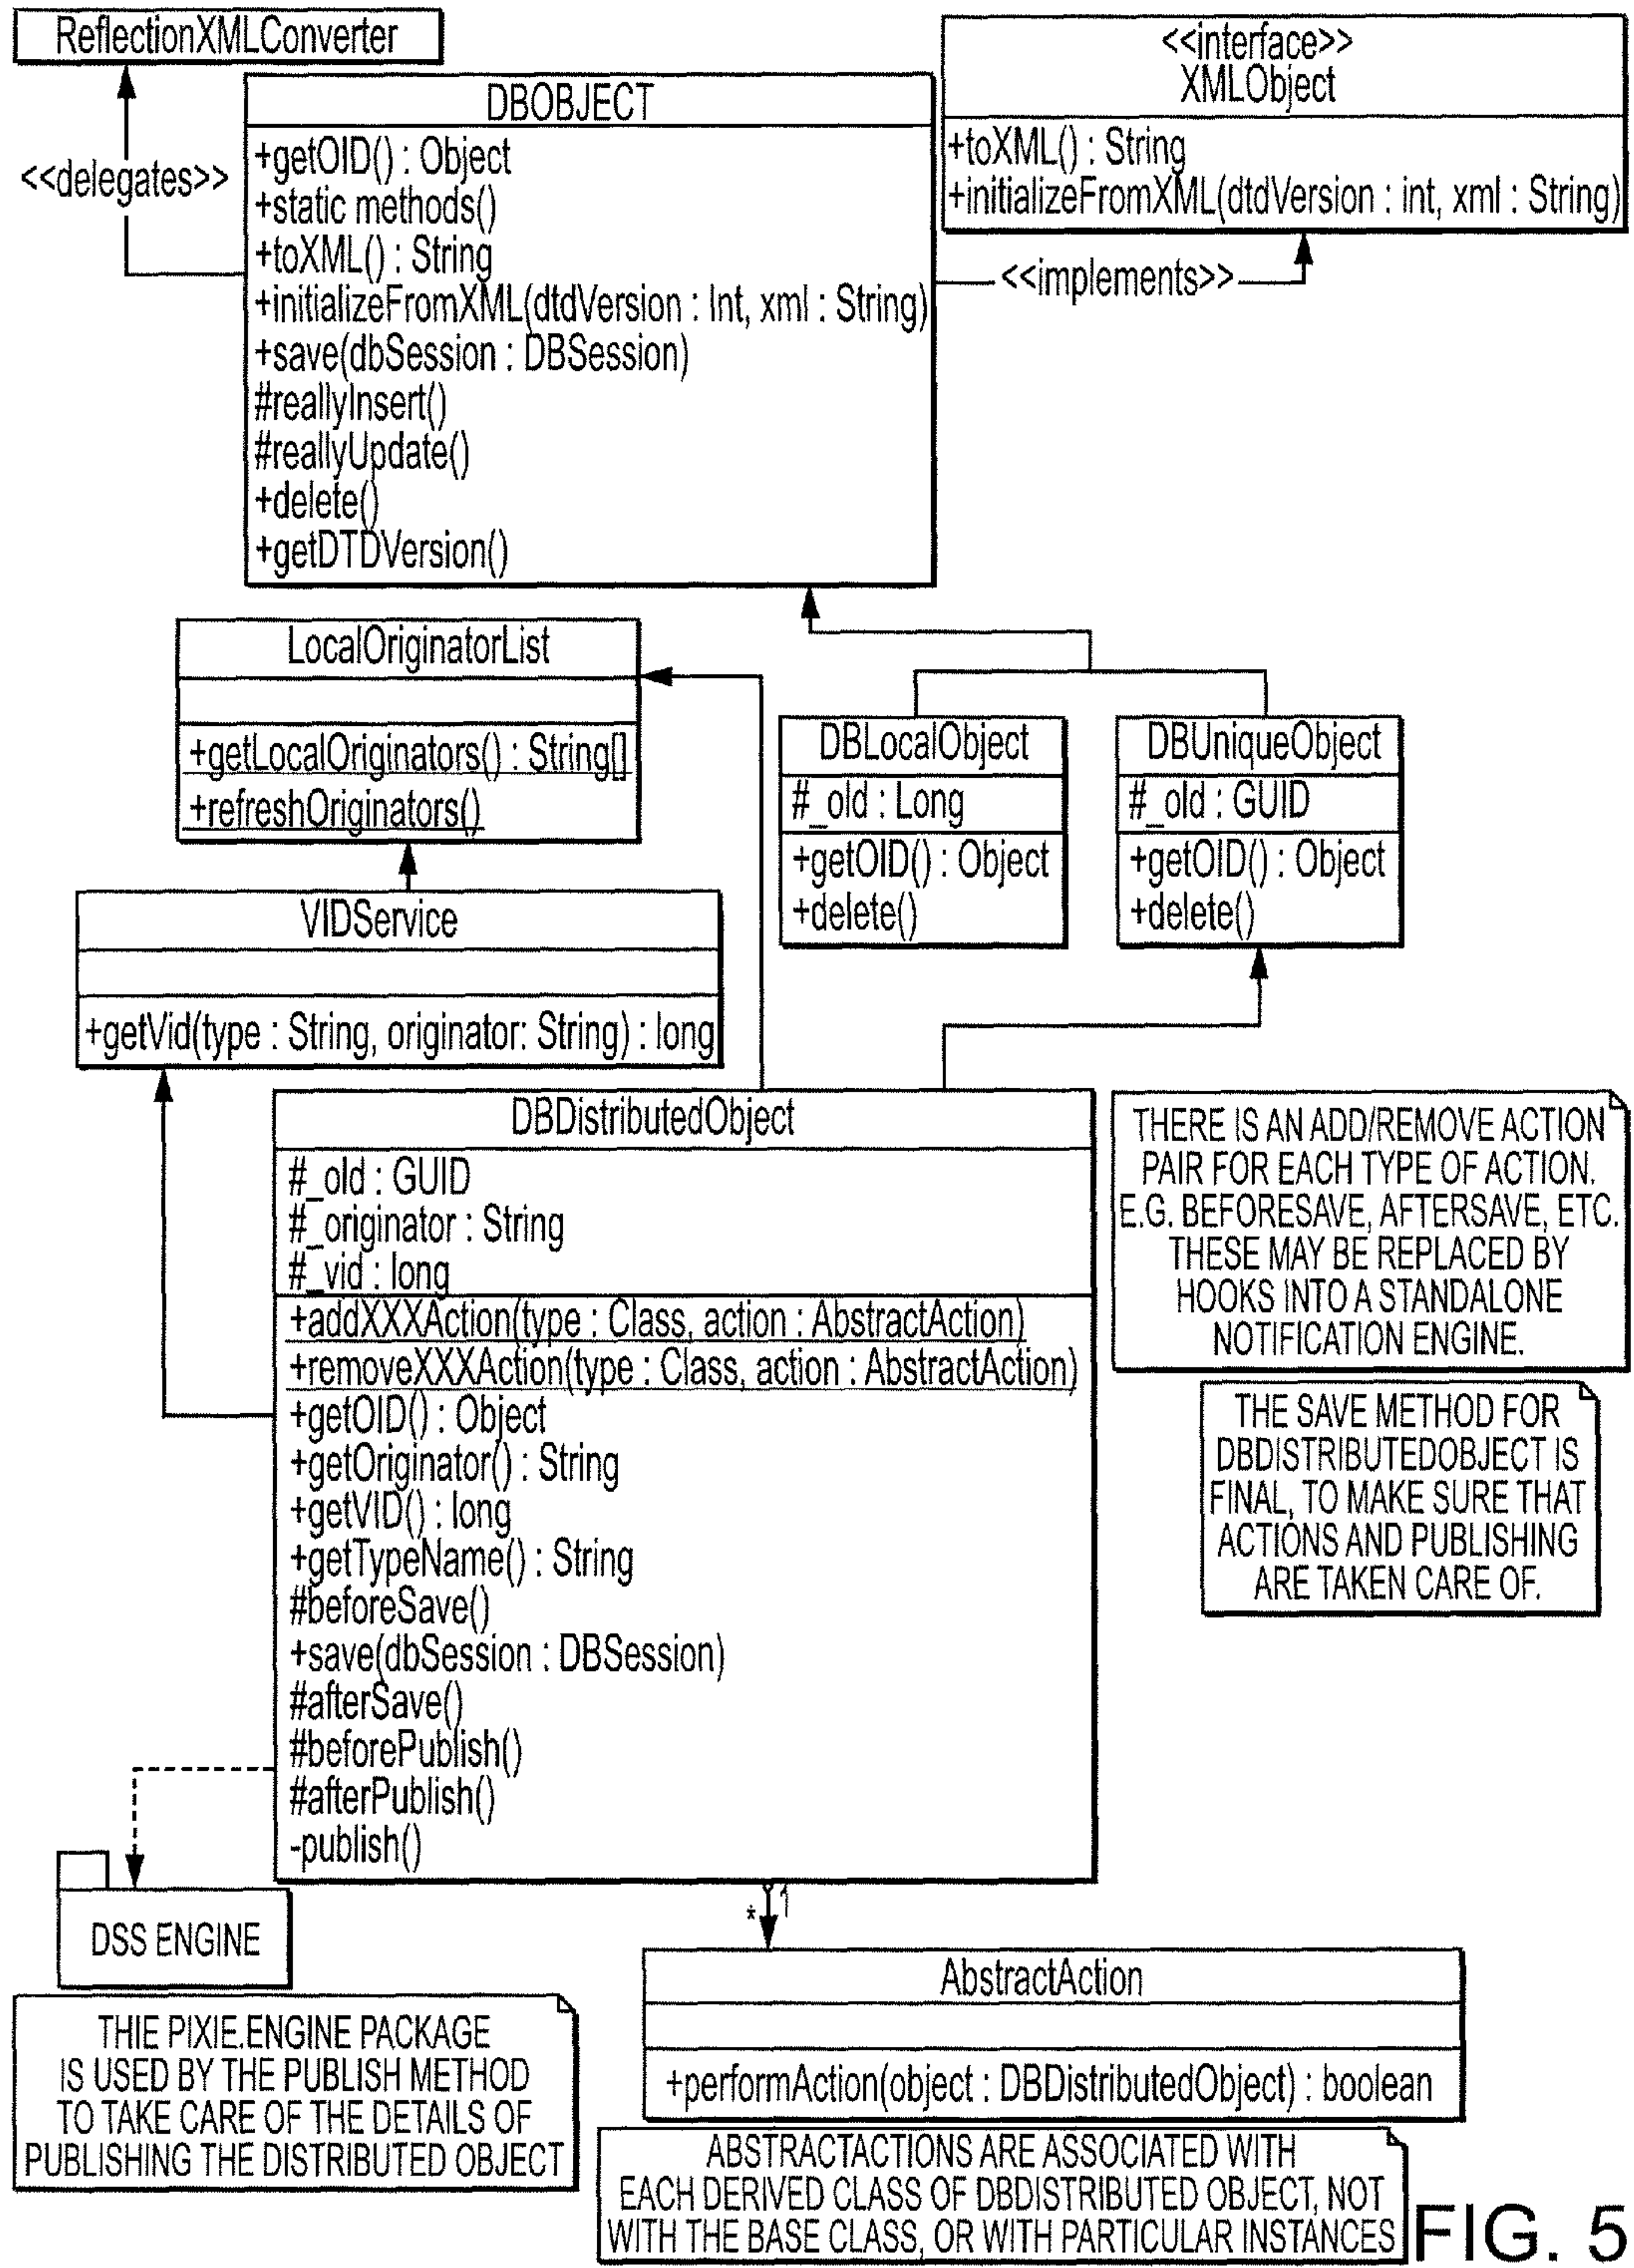 ReflectionXMLConverter
<<delegates>>
DBOBJECT
+getOID() : Object
+static methods()
+toXML() : String
+initializeFromXML(dtdVersion : Int, xml : String)
+save(dbSession : DBSession)
#reallyInsert()
#reallyUpdate()
+delete()
+getDTDVersion()
<<interface>>
XMLObject
+toXML() : String
+initializeFromXML(dtdVersion : int, xml : String)
<<implements>>
LocalOriginatorList
+getLocalOriginators() : String[]
+refreshOriginators()
DBLocalObject
#_old : Long
+getOID() : Object
+delete()
DBUniqueObject
#_old : GUID
+getOID() : Object
+delete()
VIDService
+getVid(type : String, originator: String) : long
DBDistributedObject
#_old : GUID
#_originator : String
#_vid : long
+addXXXAction(type : Class, action : AbstractAction)
+removeXXXAction(type : Class, action : AbstractAction)
+getOID() : Object
+getOriginator() : String
+getVID() : long
+getTypeName() : String
#beforeSave()
+save(dbSession : DBSession)
#afterSave()
#beforePublish()
#afterPublish()
-publish()
THERE IS AN ADD/REMOVE ACTION
PAIR FOR EACH TYPE OF ACTION.
E.G. BEFORESAVE, AFTERSAVE, ETC.
THESE MAY BE REPLACED BY
HOOKS INTO A STANDALONE
NOTIFICATION ENGINE.
THE SAVE METHOD FOR
DBDISTRIBUTEDOBJECT IS
FINAL, TO MAKE SURE THAT
ACTIONS AND PUBLISHING
ARE TAKEN CARE OF.
DSS ENGINE
* 1
AbstractAction
+performAction(object : DBDistributedObject) : boolean
THIE PIXIE.ENGINE PACKAGE
IS USED BY THE PUBLISH METHOD
TO TAKE CARE OF THE DETAILS OF
PUBLISHING THE DISTRIBUTED OBJECT
ABSTRACTACTIONS ARE ASSOCIATED WITH
EACH DERIVED CLASS OF DBDISTRIBUTED OBJECT, NOT
WITH THE BASE CLASS, OR WITH PARTICULAR INSTANCES
FIG. 5